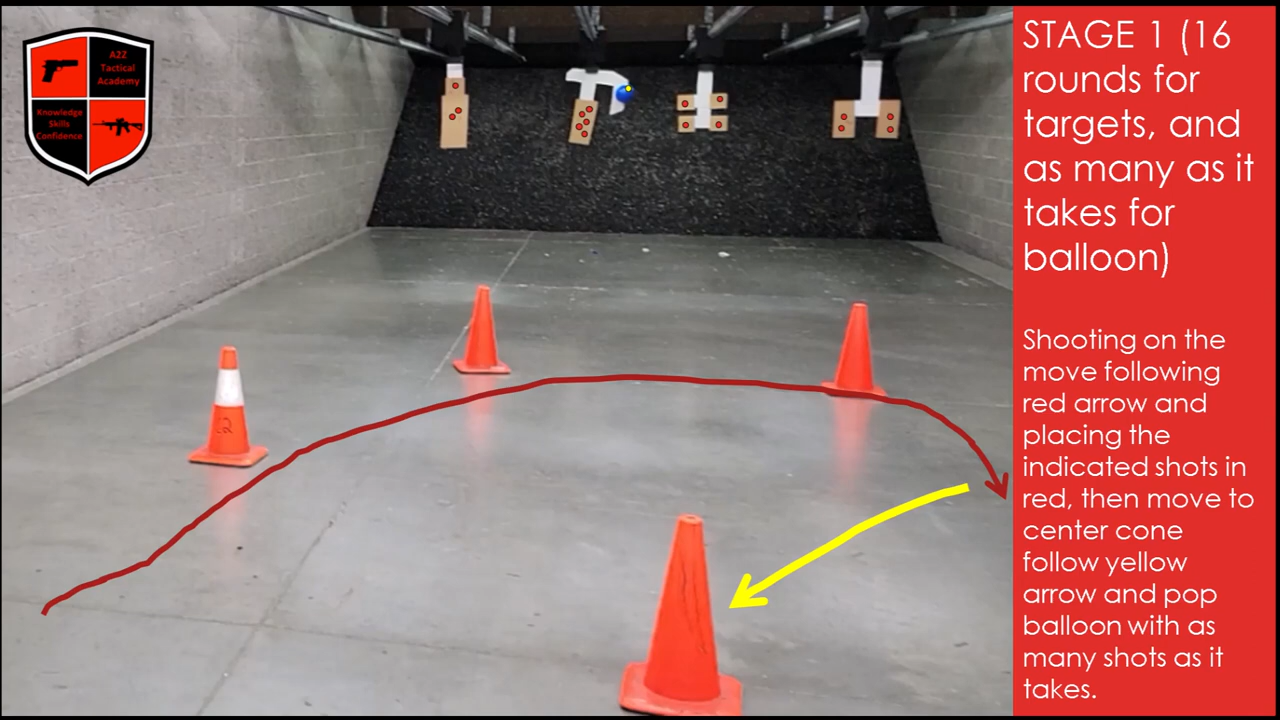 A2Z
Tactical
Academy
Knowledge
Skills
Confidence
STAGE 1 (16
rounds for
targets, and
as many as it
takes for
balloon)
Shooting on the
move following
red arrow and
placing the
indicated shots in
red, then move to
center cone
follow yellow
arrow and pop
balloon with as
many shots as it
takes.